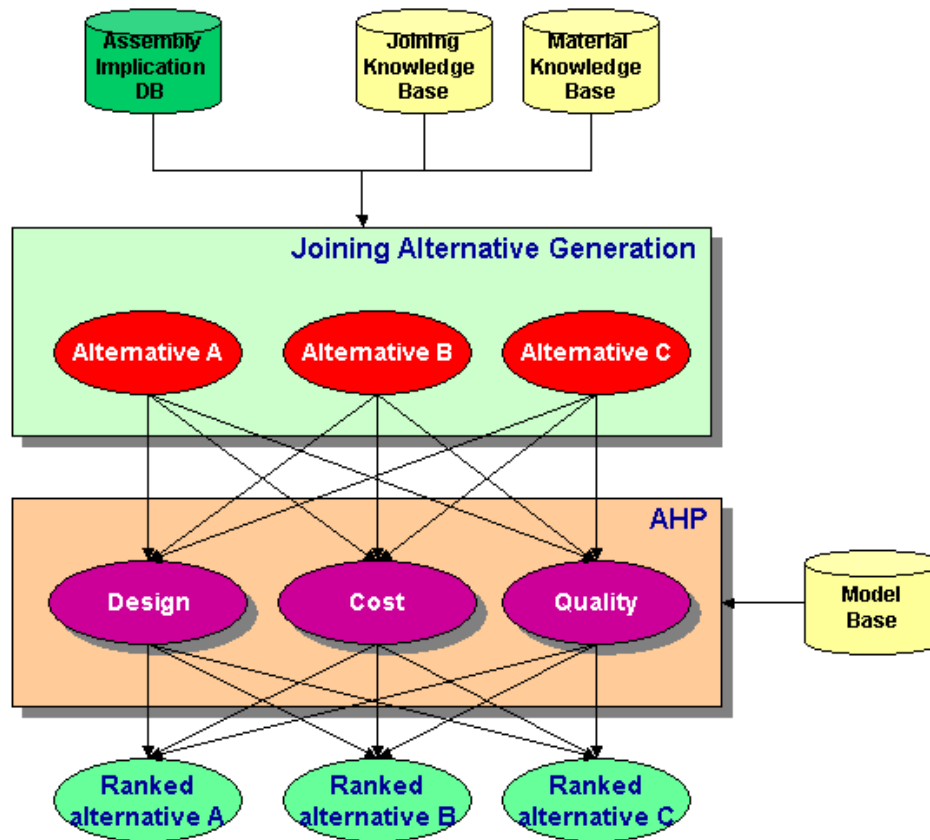 Assembly
Implication
DB
Joining
Knowledge
Base
Material
Knowledge
Base
Joining Alternative Generation
Alternative A
Alternative B
Alternative C
AHP
Design
Cost
Quality
Model
Base
Ranked
alternative A
Ranked
alternative B
Ranked
alternative C